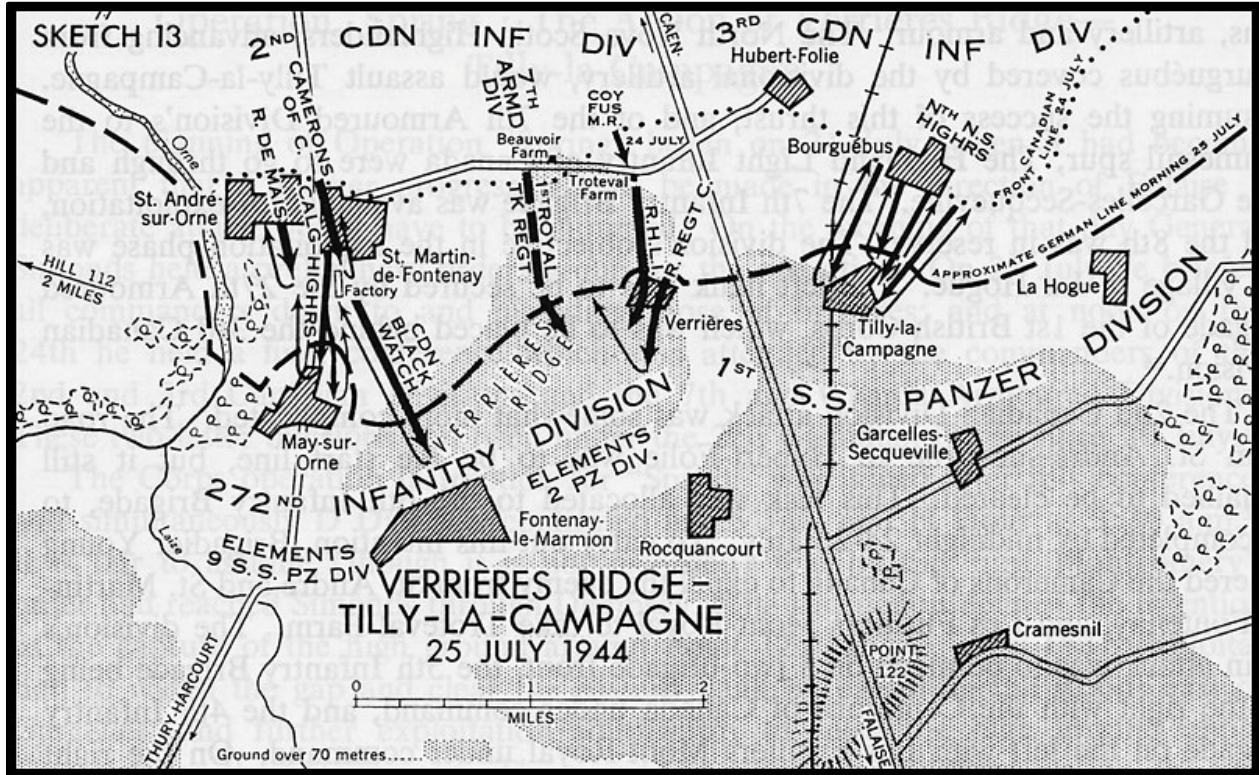 SKETCH 13
2ND CDN INF DIV
3RD CDN INF DIV
CAEN
Orne
R. DE MAIS.
CAMERONS OF C.
CALG-HIGHRS
7TH ARMD DIV
COY FUS M.R.
24 JULY
Beauvoir Farm
Troteval Farm
1ST ROYAL TK REGT
R.H.L.I.
R. REGT C.
Hubert-Folie
Bourguébus
NTH N.S. HIGHRS
FRONT CANADIAN LINE 24 JULY
APPROXIMATE GERMAN LINE MORNING 25 JULY
St. André-sur-Orne
St. Martin-de-Fontenay
Factory
HILL 112
2 MILES
CDN BLACK WATCH
VERRIERES RIDGE
Verrières
Tilly-la-Campagne
La Hogue
1ST S.S. PANZER DIVISION
May-sur-Orne
272ND INFANTRY DIVISION
ELEMENTS 2 PZ DIV.
ELEMENTS 9 S.S. PZ DIV
Laize
Fontenay-le-Marmion
Rocquancourt
Garcelles-Secqueville
Cramesnil
POINT 122
FALAISE
THURY-HARCOURT
VERRIÈRES RIDGE–
TILLY-LA-CAMPAGNE
25 JULY 1944
0 1 2
MILES
Ground over 70 metres......